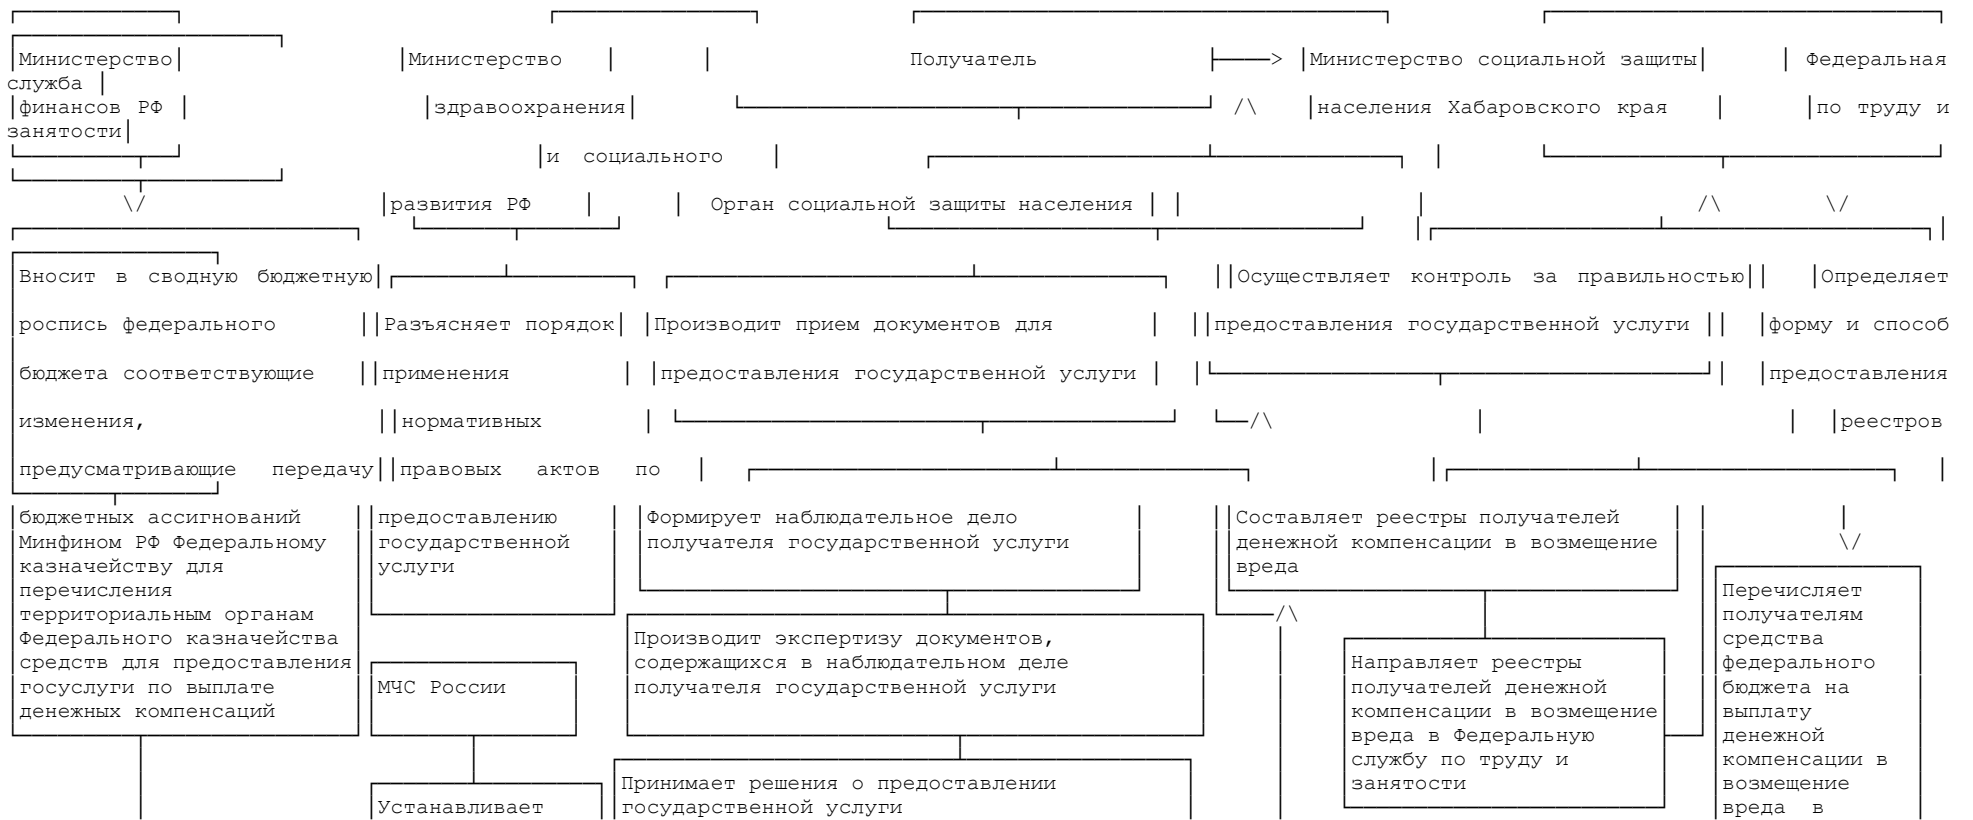 Министерство Министерство Получатель Министерство социальной защиты Федеральная
служба
финансов РФ здравоохранения населения Хабаровского края по труду и
занятости
и социального
развития РФ Орган социальной защиты населения
Вносит в сводную бюджетную Осуществляет контроль за правильностью Определяет
роспись федерального Разъясняет порядок Производит прием документов для предоставления государственной услуги форму и способ
бюджета соответствующие применения предоставления государственной услуги предоставления
изменения, нормативных реестров
предусматривающие передачу правовых актов по
бюджетных ассигнований предоставлению Формирует наблюдательное дело Составляет реестры получателей
Минфином РФ Федеральному государственной получателя государственной услуги денежной компенсации в возмещение
казначейству для услуги вреда
перечисления Перечисляет
территориальным органам получателям
Федерального казначейства Производит экспертизу документов, средства
средств для предоставления содержащихся в наблюдательном деле Направляет реестры федерального
госуслуги по выплате МЧС России получателя государственной услуги получателей денежной бюджета на
денежных компенсаций компенсации в возмещение выплату
вреда в Федеральную денежной
службу по труду и компенсации в
Принимает решения о предоставлении занятости возмещение
Устанавливает государственной услуги вреда в